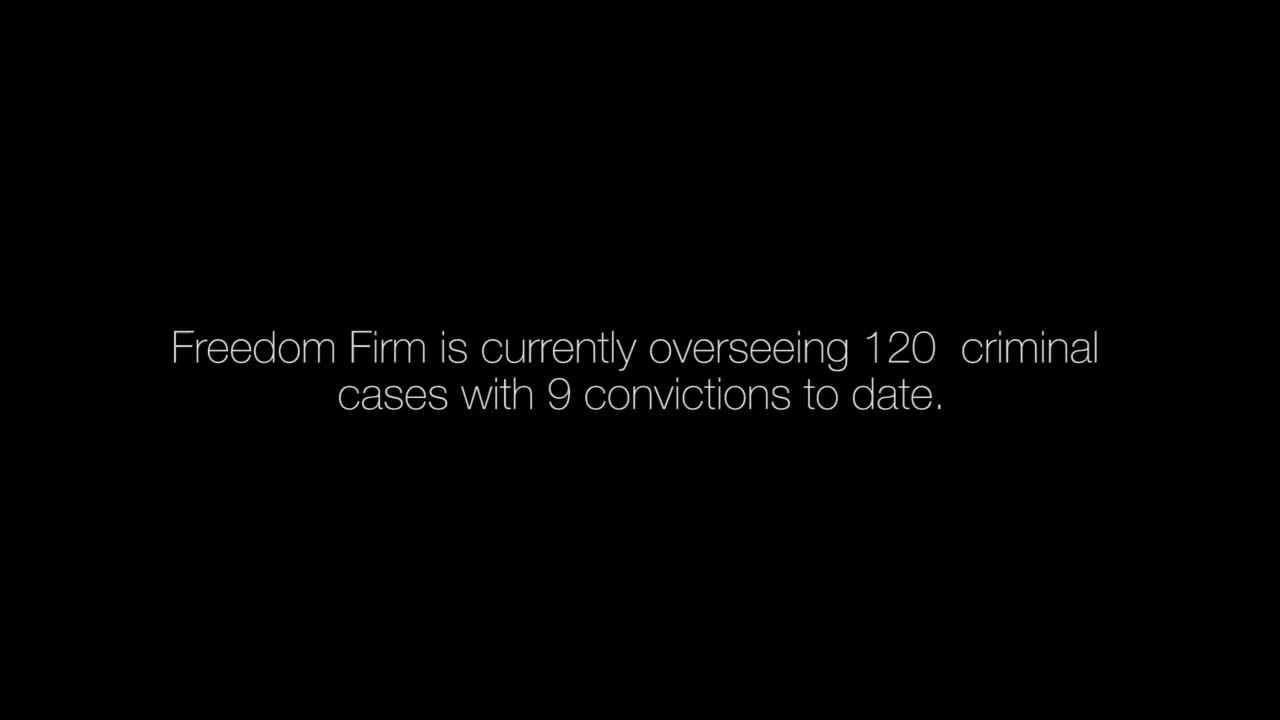 Freedom Firm is currently overseeing 120  criminal
cases with 9 convictions to date.